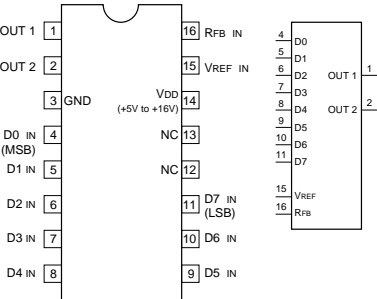 OUT 1 1
OUT 2 2
3 GND
D0 IN 4
(MSB)
D1 IN 5
D2 IN 6
D3 IN 7
D4 IN 8
16 RFB IN
15 VREF IN
VDD 14
(+5V to +16V)
NC 13
NC 12
11 D7 IN
(LSB)
10 D6 IN
9 D5 IN
4 D0
5 D1
6 D2
7 D3
8 D4
9 D5
10 D6
11 D7
15 VREF
16 RFB
OUT 1 1
OUT 2 2